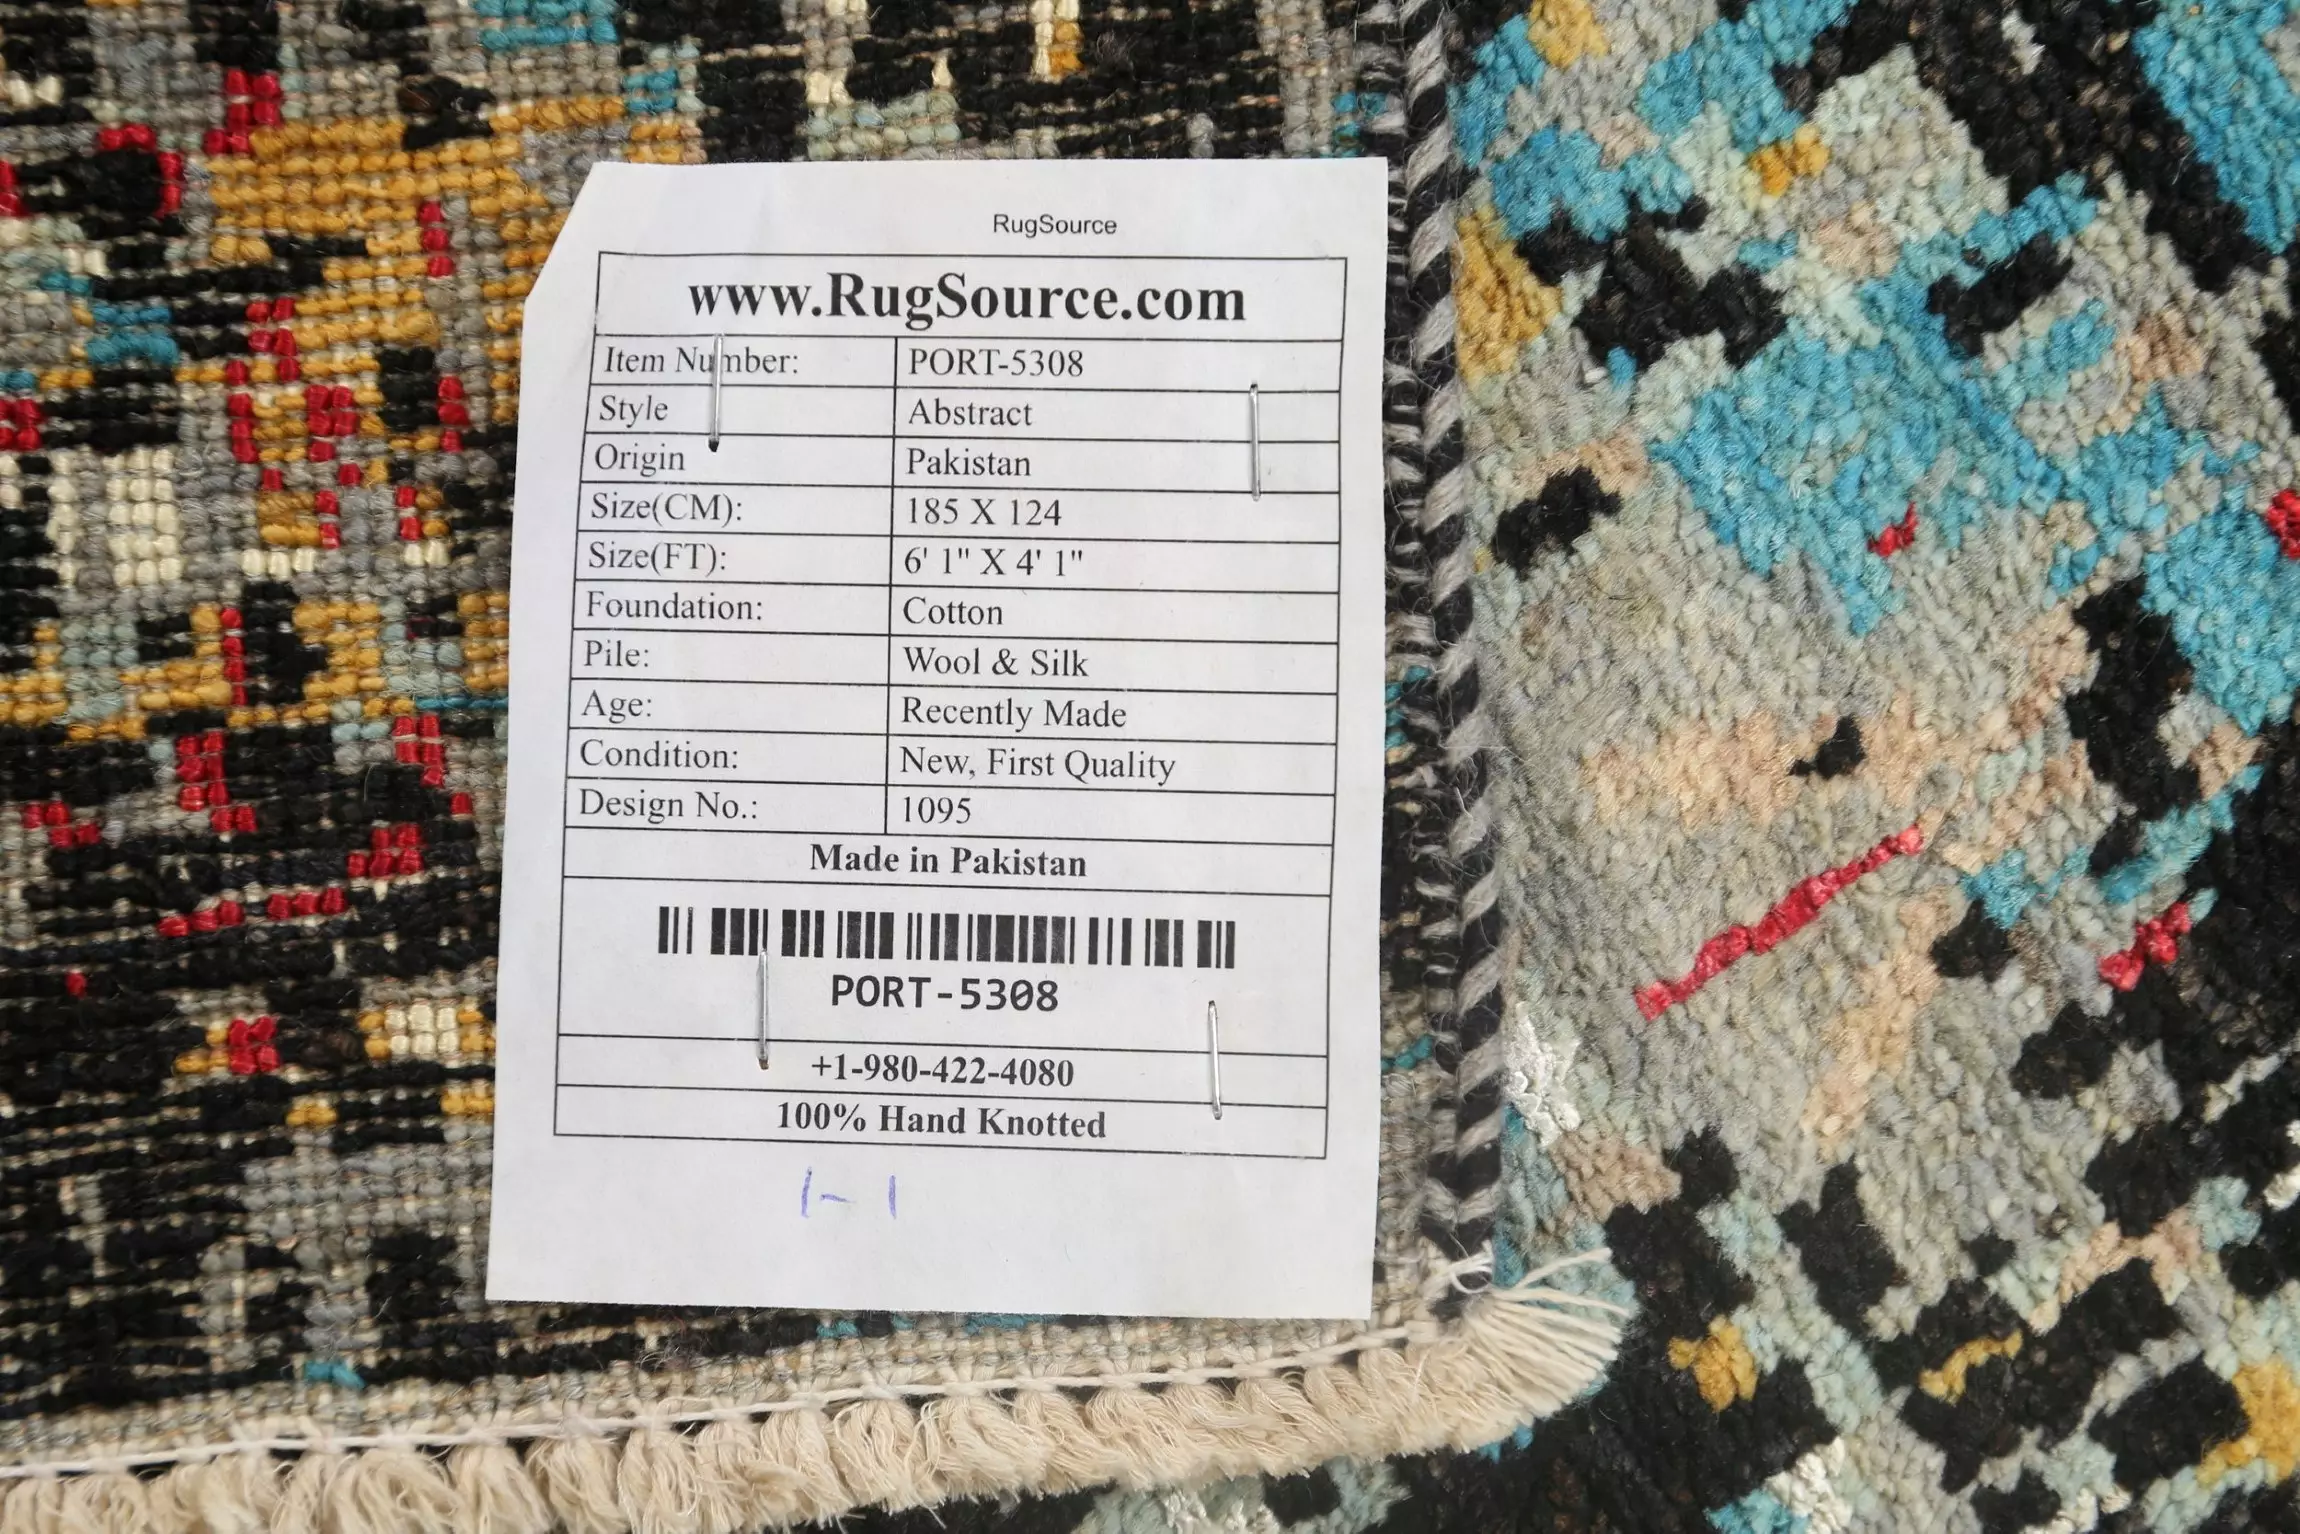 RugSource
www.RugSource.com
Item Number: PORT-5308
Style Abstract
Origin Pakistan
Size(CM): 185 X 124
Size(FT): 6' 1" X 4' 1"
Foundation: Cotton
Pile: Wool & Silk
Age: Recently Made
Condition: New, First Quality
Design No.: 1095
Made in Pakistan
PORT-5308
+1-980-422-4080
100% Hand Knotted
1-1